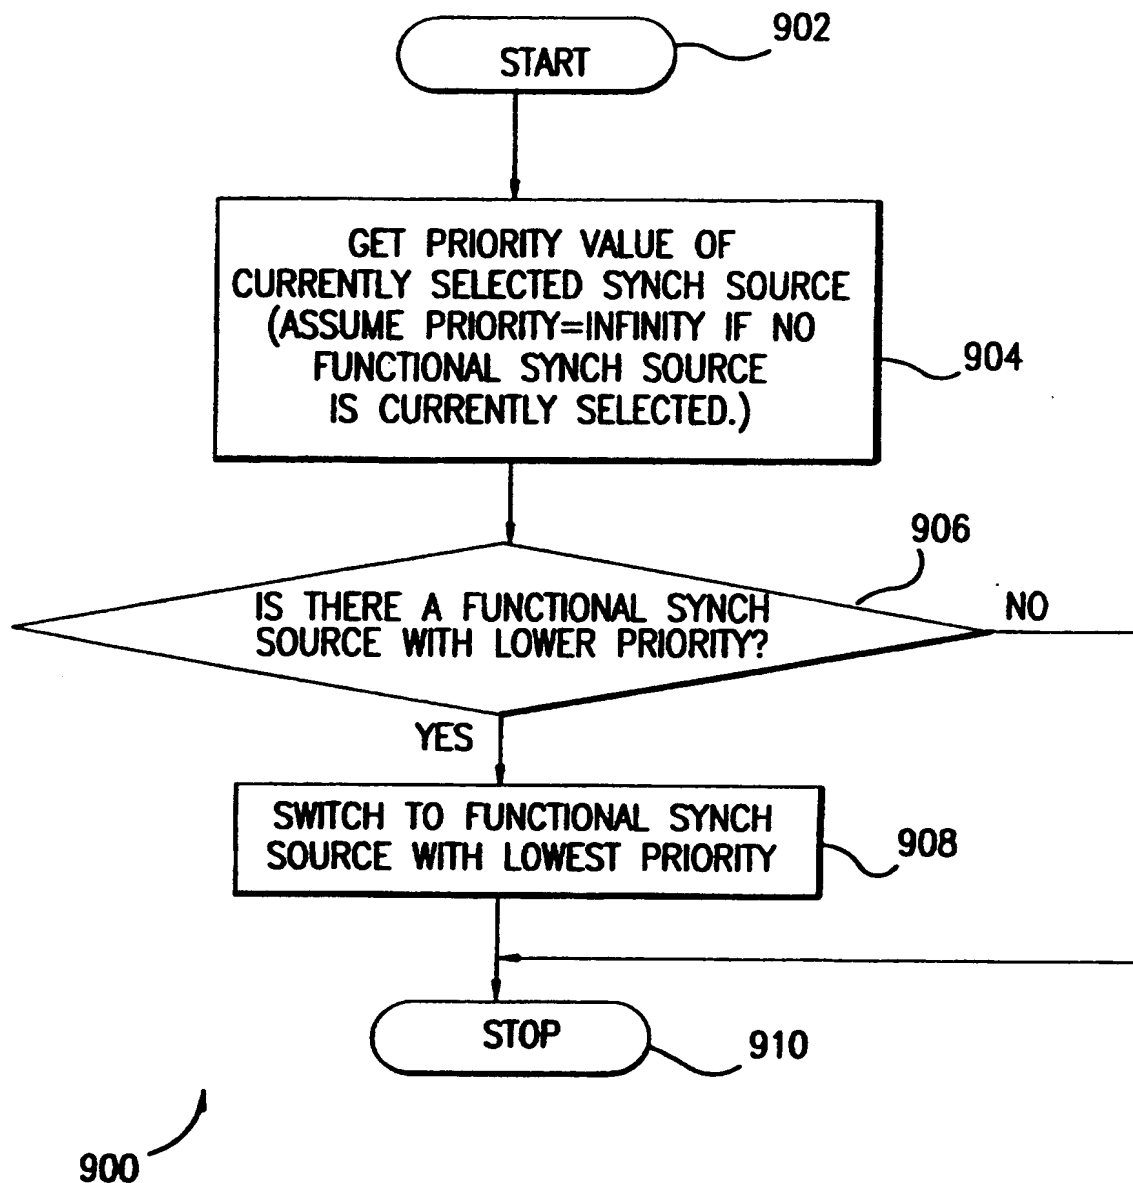 902
START
GET PRIORITY VALUE OF
CURRENTLY SELECTED SYNCH SOURCE
(ASSUME PRIORITY=INFINITY IF NO
FUNCTIONAL SYNCH SOURCE
IS CURRENTLY SELECTED.)
904
906
IS THERE A FUNCTIONAL SYNCH
SOURCE WITH LOWER PRIORITY?
NO
YES
SWITCH TO FUNCTIONAL SYNCH
SOURCE WITH LOWEST PRIORITY
908
STOP
910
900